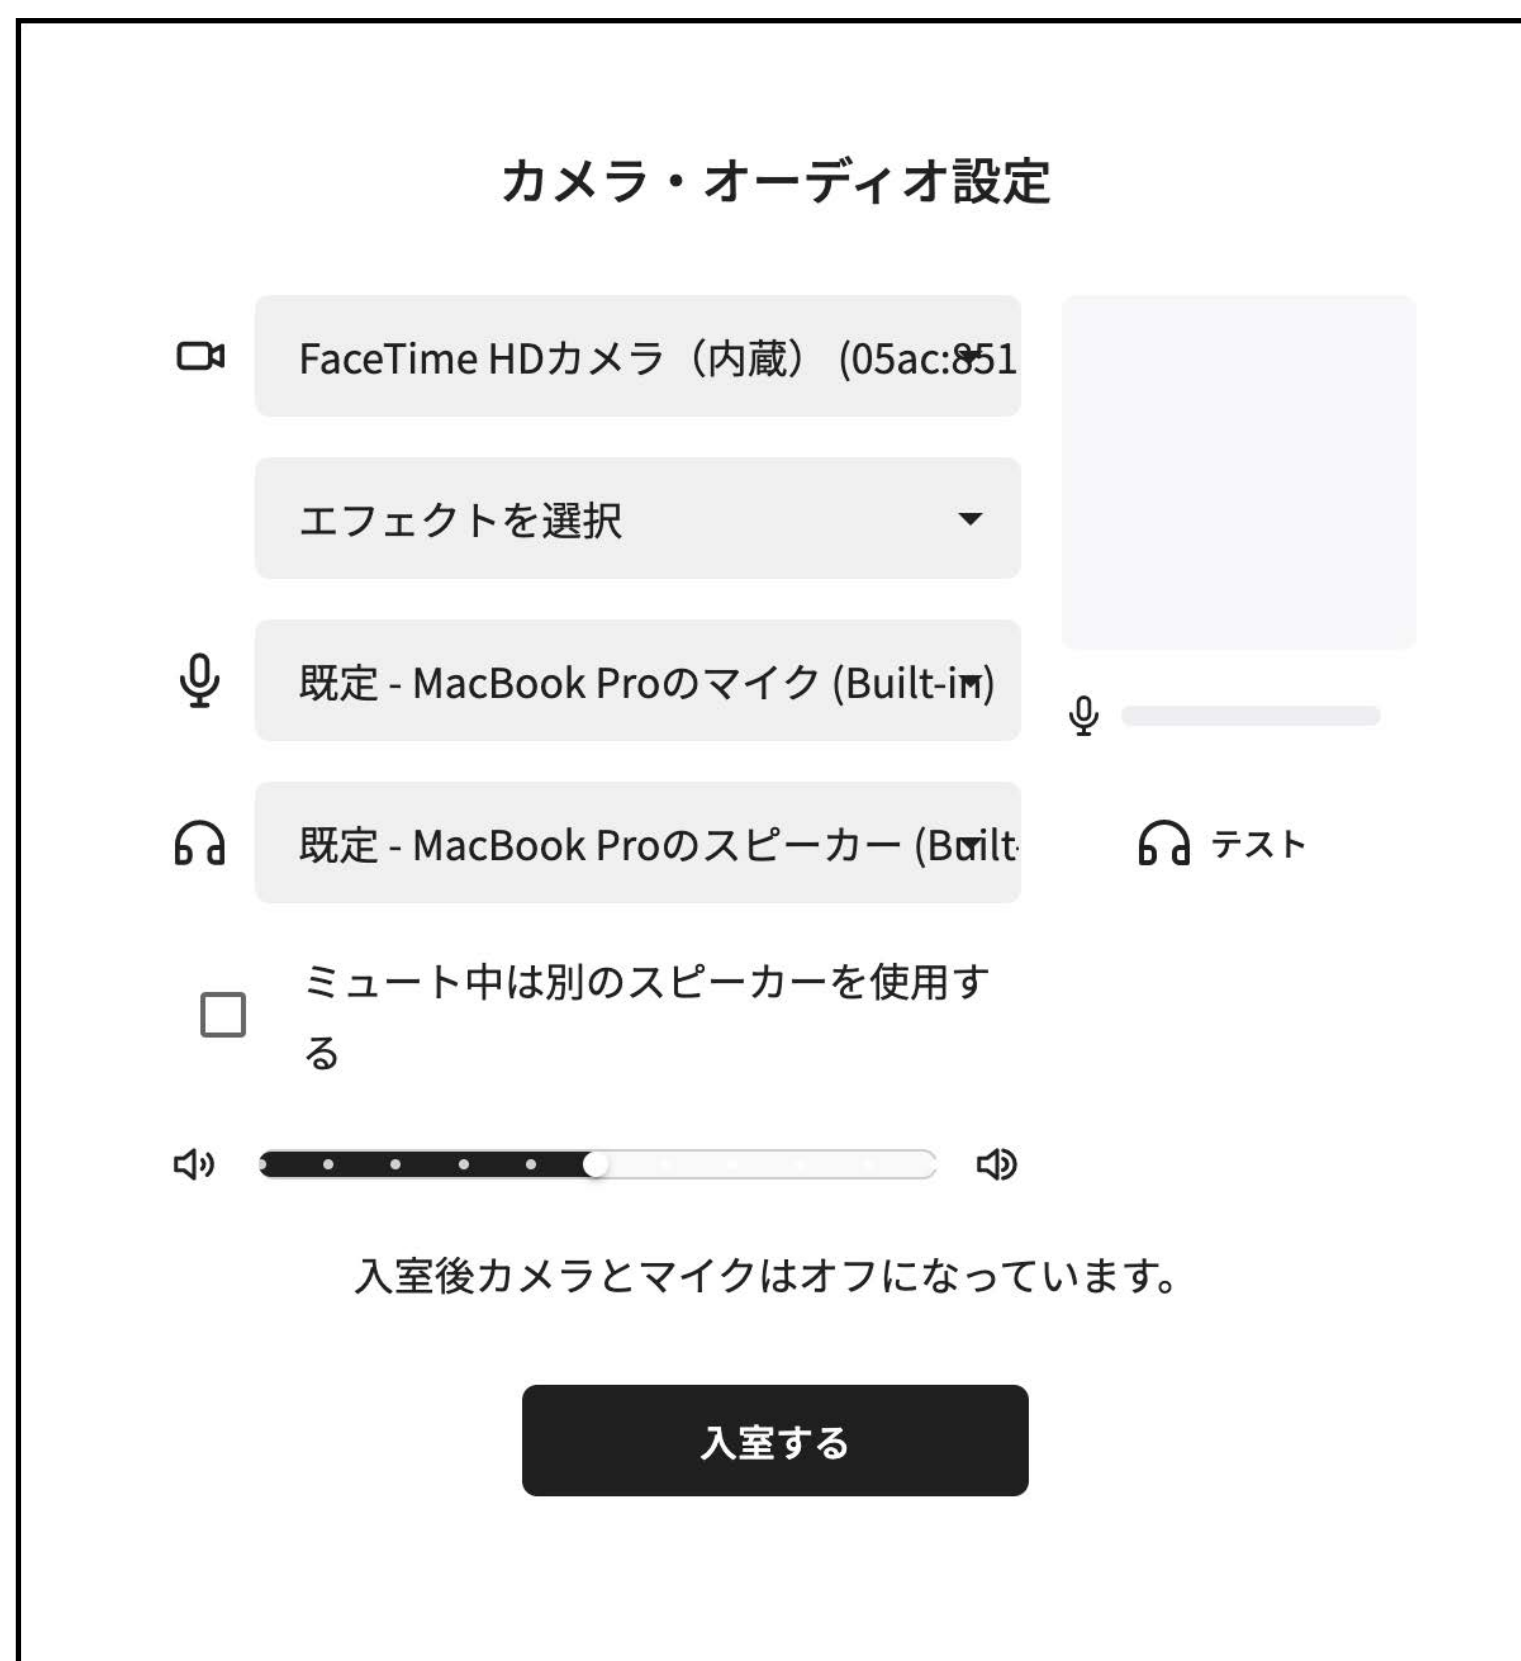 カメラ・オーディオ設定
FaceTime HDカメラ（内蔵） (05ac:851
エフェクトを選択
既定 - MacBook Proのマイク (Built-in)
既定 - MacBook Proのスピーカー (Built-
テスト
ミュート中は別のスピーカーを使用す
る
入室後カメラとマイクはオフになっています。
入室する